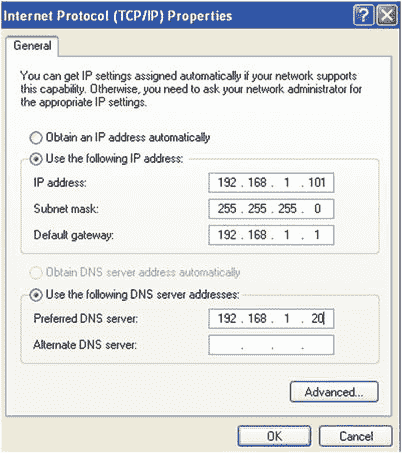 Internet Protocol (TCP/IP) Properties
General
You can get IP settings assigned automatically if your network supports
this capability. Otherwise, you need to ask your network administrator for
the appropriate IP settings.
Obtain an IP address automatically
Use the following IP address:
IP address: 192 . 168 . 1 . 101
Subnet mask: 255 . 255 . 255 . 0
Default gateway: 192 . 168 . 1 . 1
Obtain DNS server address automatically
Use the following DNS server addresses:
Preferred DNS server: 192 . 168 . 1 . 20
Alternate DNS server: . . .
Advanced...
OK Cancel